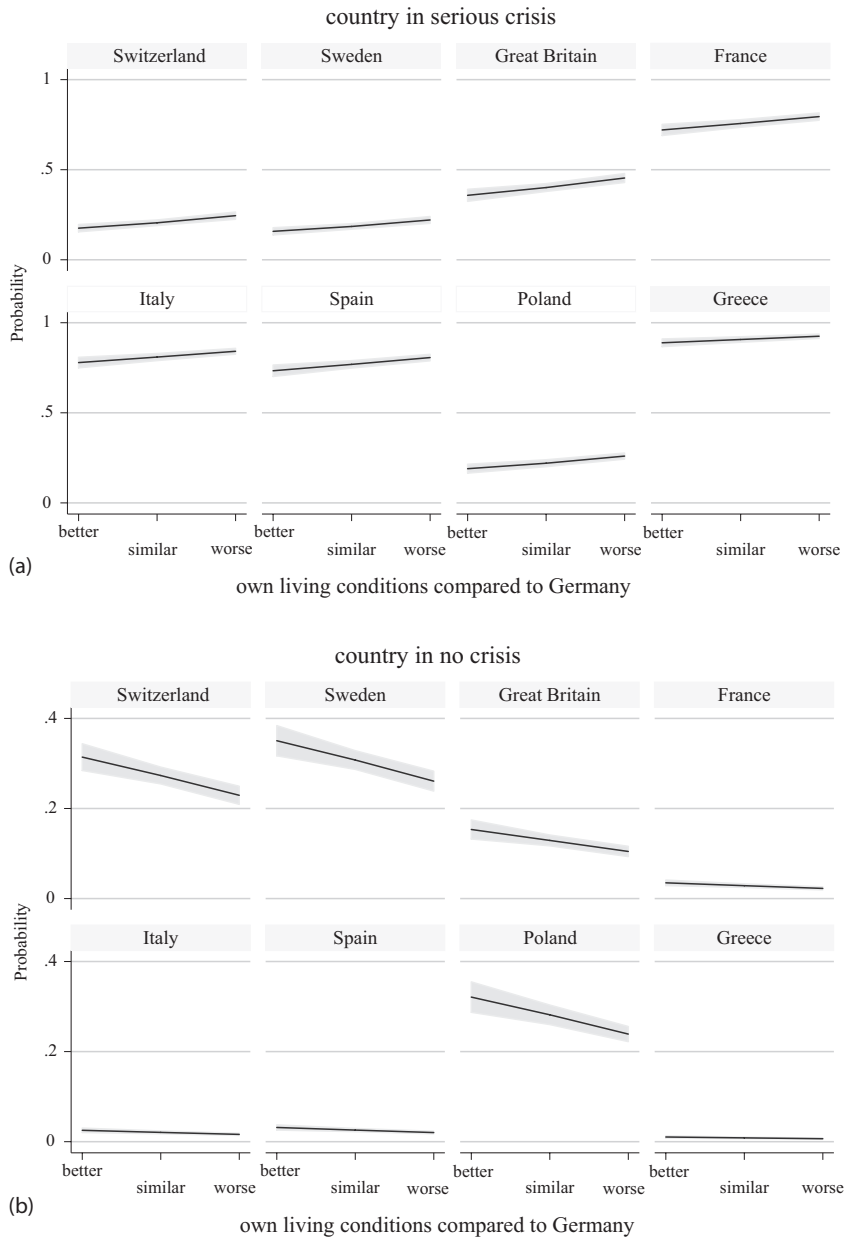 country in serious crisis
Switzerland Sweden Great Britain France
1
.5
0
Probability
Italy Spain Poland Greece
1
.5
0
better better better better
similar worse similar worse similar worse similar worse
(a)
own living conditions compared to Germany
country in no crisis
Switzerland Sweden Great Britain France
.4
.2
0
Probability
Italy Spain Poland Greece
.4
.2
0
better better better better
similar worse similar worse similar worse similar worse
(b)
own living conditions compared to Germany